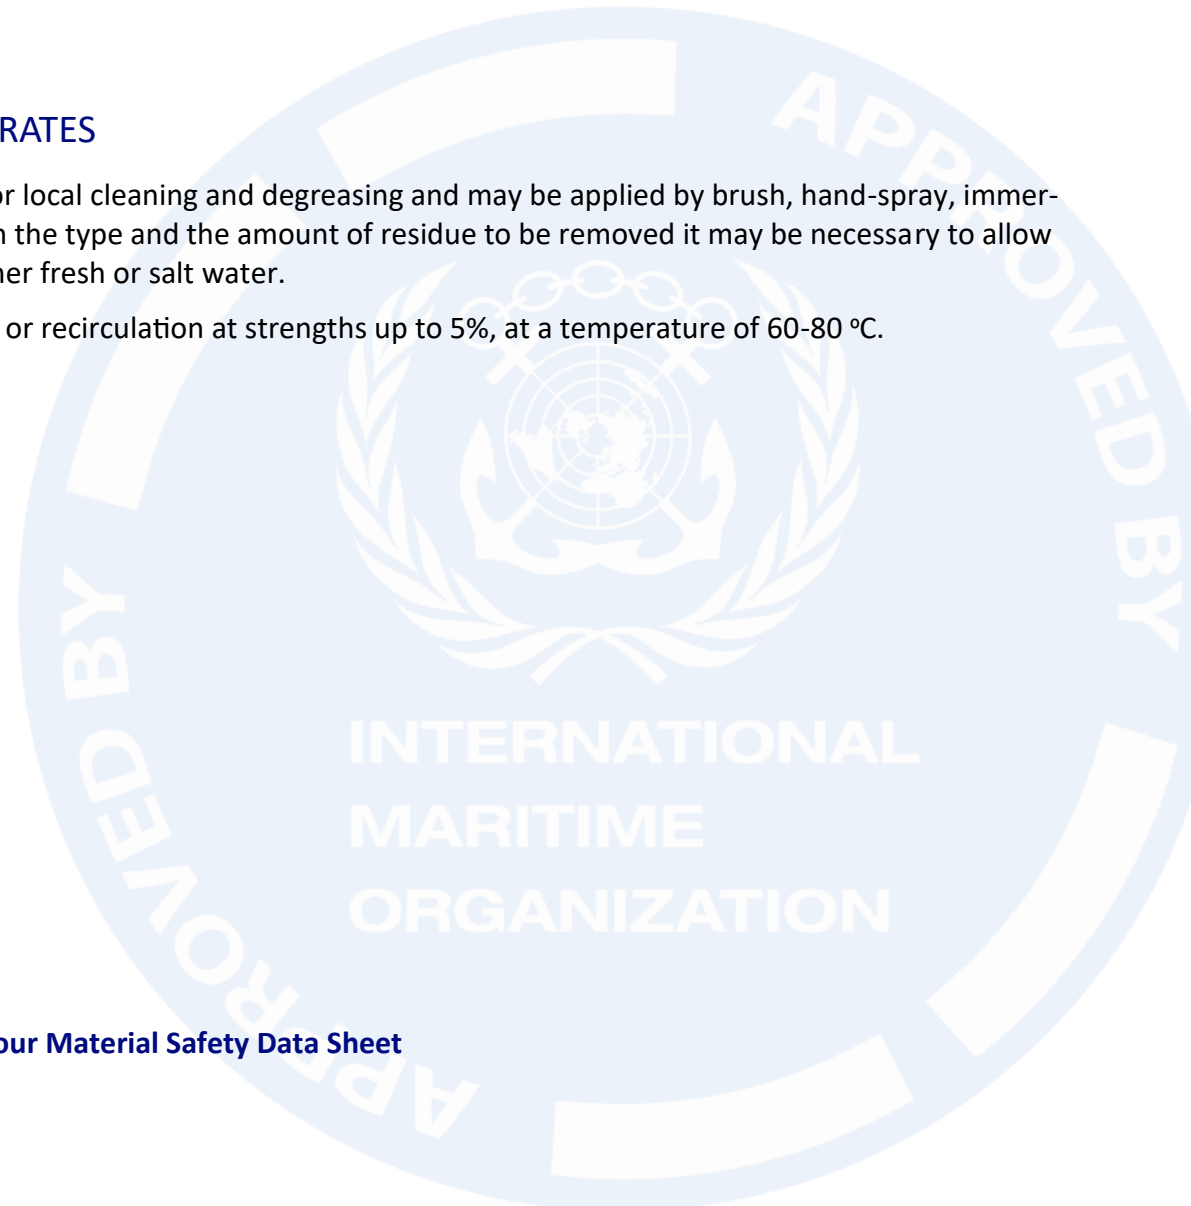 RATES
or local cleaning and degreasing and may be applied by brush, hand-spray, immer-
n the type and the amount of residue to be removed it may be necessary to allow
her fresh or salt water.
or recirculation at strengths up to 5%, at a temperature of 60-80 ºC.
APPROVED BY
INTERNATIONAL
MARITIME
ORGANIZATION
APPROVED BY
our Material Safety Data Sheet